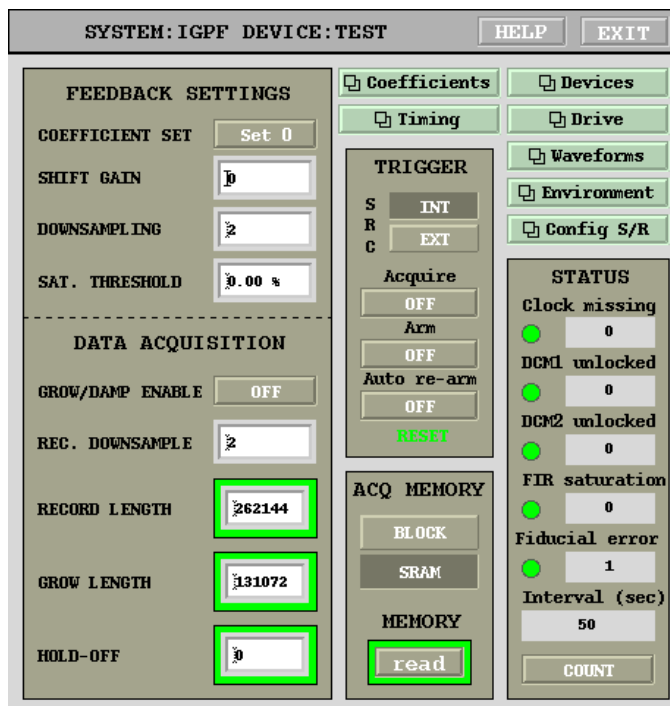 SYSTEM:IGPF DEVICE:TEST HELP EXIT
FEEDBACK SETTINGS
COEFFICIENT SET Set 0
SHIFT GAIN 0
DOWNSAMPLING 2
SAT. THRESHOLD 0.00 %
DATA ACQUISITION
GROW/DAMP ENABLE OFF
REC. DOWNSAMPLE 2
RECORD LENGTH 262144
GROW LENGTH 131072
HOLD-OFF 0
Coefficients
Timing
TRIGGER
SRC
INT
EXT
Acquire
OFF
Arm
OFF
Auto re-arm
OFF
RESET
ACQ MEMORY
BLOCK
SRAM
MEMORY
read
Devices
Drive
Waveforms
Environment
Config S/R
STATUS
Clock missing
0
DCM1 unlocked
0
DCM2 unlocked
0
FIR saturation
0
Fiducial error
1
Interval (sec)
50
COUNT